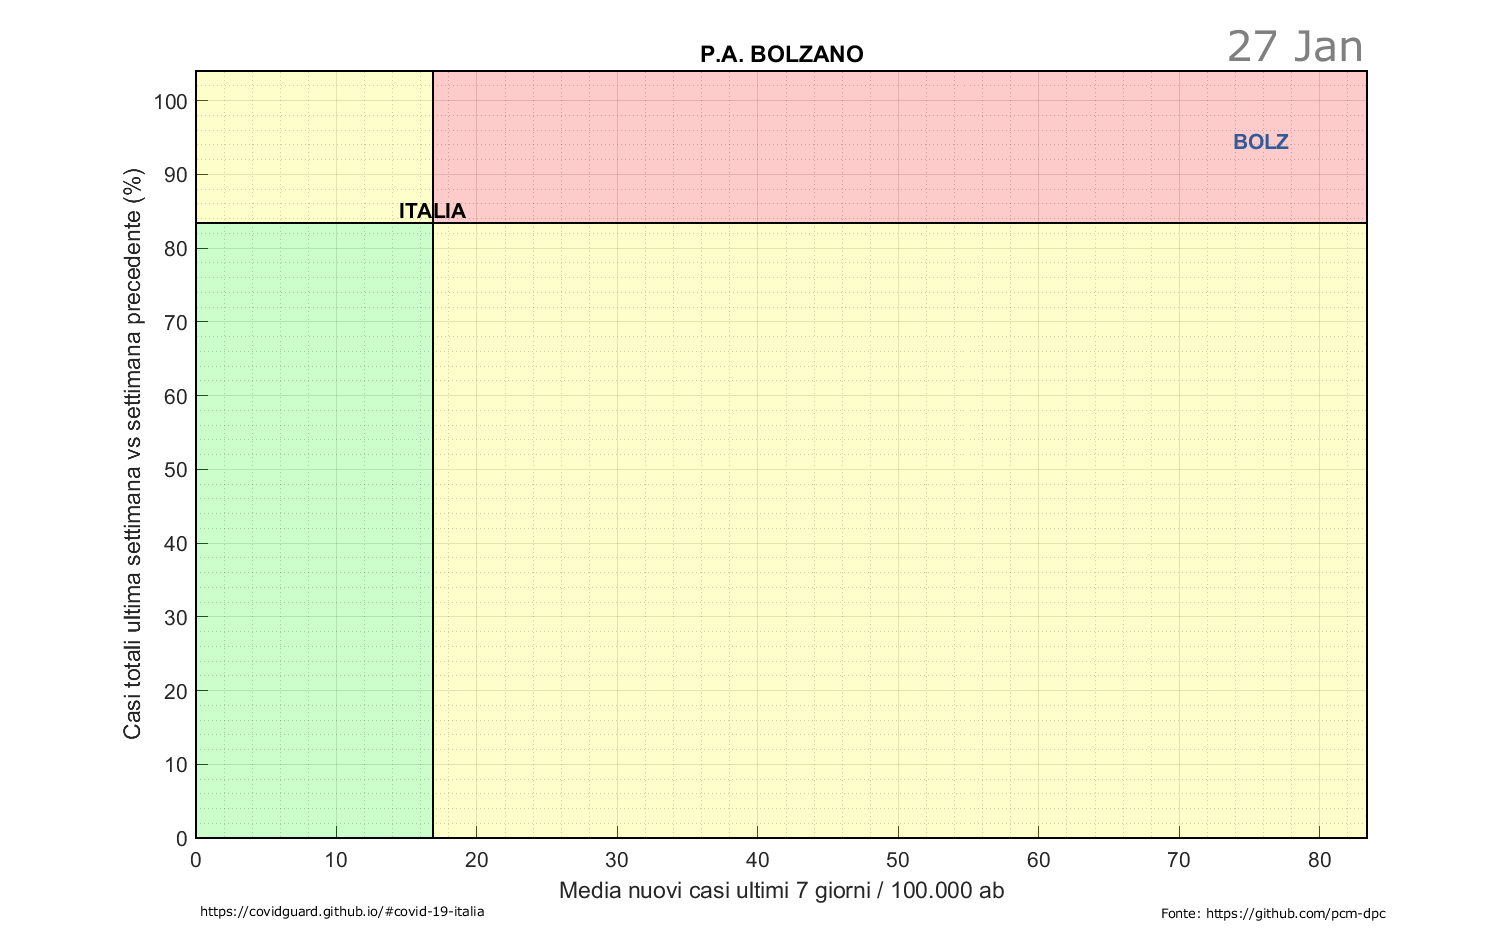 27 Jan
P.A. BOLZANO
100
90
80
70
60
50
40
30
20
10
0
Casi totali ultima settimana vs settimana precedente (%)
BOLZ
ITALIA
0 10 20 30 40 50 60 70 80
Media nuovi casi ultimi 7 giorni / 100.000 ab
https://covidguard.github.io/#covid-19-italia
Fonte: https://github.com/pcm-dpc